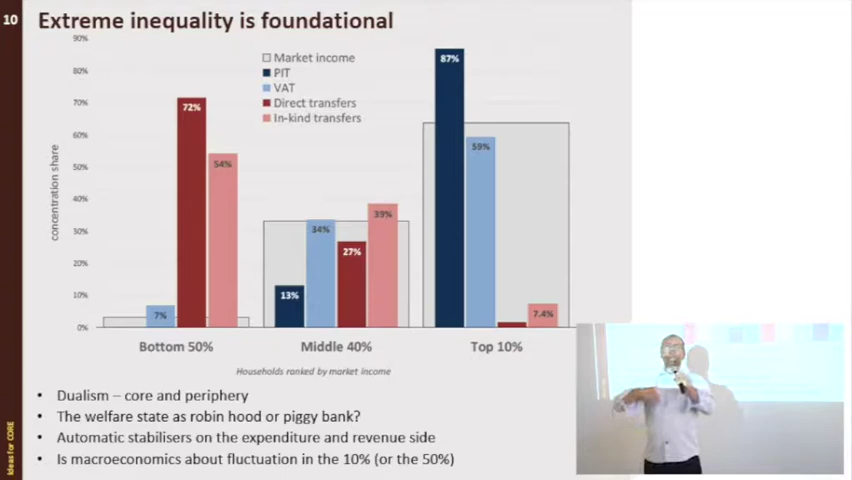 10
Extreme inequality is foundational
90%
80%
70%
60%
50%
40%
30%
20%
10%
0%
concentration share
Market income
PIT
VAT
Direct transfers
In-kind transfers
7%
72%
54%
13%
34%
27%
39%
87%
59%
7.4%
Bottom 50%
Middle 40%
Top 10%
Households ranked by market income
• Dualism – core and periphery
• The welfare state as robin hood or piggy bank?
• Automatic stabilisers on the expenditure and revenue side
• Is macroeconomics about fluctuation in the 10% (or the 50%)
Ideas for CORE